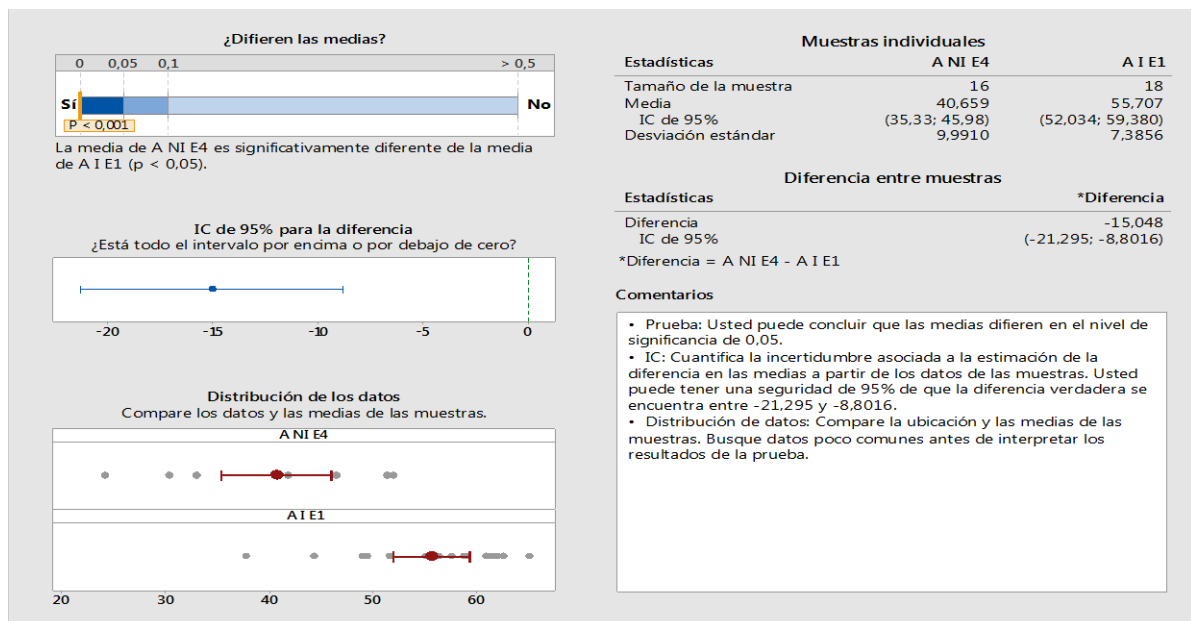 ¿Difieren las medias?
0 0,05 0,1 > 0,5
Sí No
P < 0,001
La media de A NI E4 es significativamente diferente de la media
de A I E1 (p < 0,05).
IC de 95% para la diferencia
¿Está todo el intervalo por encima o por debajo de cero?
-20 -15 -10 -5 0
Distribución de los datos
Compare los datos y las medias de las muestras.
A NI E4
A I E1
20 30 40 50 60
Muestras individuales
Estadísticas A NI E4 A I E1
Tamaño de la muestra 16 18
Media 40,659 55,707
IC de 95% (35,33; 45,98) (52,034; 59,380)
Desviación estándar 9,9910 7,3856
Diferencia entre muestras
Estadísticas *Diferencia
Diferencia -15,048
IC de 95% (-21,295; -8,8016)
*Diferencia = A NI E4 - A I E1
Comentarios
• Prueba: Usted puede concluir que las medias difieren en el nivel de
significancia de 0,05.
• IC: Cuantifica la incertidumbre asociada a la estimación de la
diferencia en las medias a partir de los datos de las muestras. Usted
puede tener una seguridad de 95% de que la diferencia verdadera se
encuentra entre -21,295 y -8,8016.
• Distribución de datos: Compare la ubicación y las medias de las
muestras. Busque datos poco comunes antes de interpretar los
resultados de la prueba.